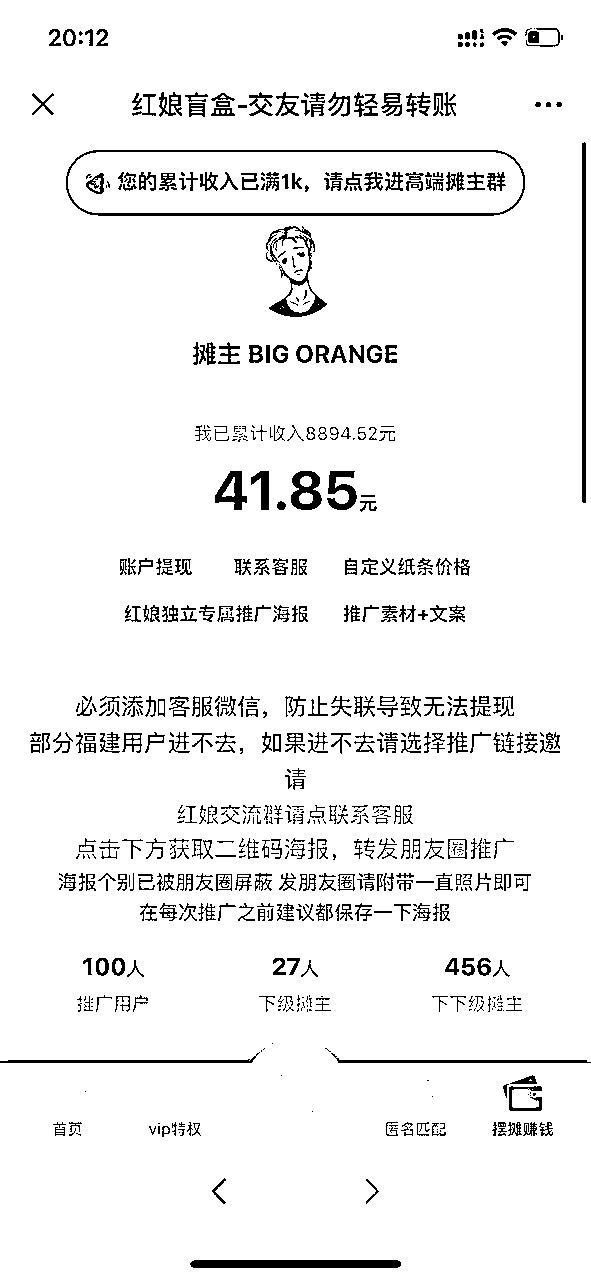 20:12
红娘盲盒-交友请勿轻易转账
您的累计收入已满1k，请点我进高端摊主群
摊主 BIG ORANGE
我已累计收入8894.52元
41.85元
账户提现 联系客服 自定义纸条价格
红娘独立专属推广海报 推广素材+文案
必须添加客服微信，防止失联导致无法提现
部分福建用户进不去，如果进不去请选择推广链接邀
请
红娘交流群请点联系客服
点击下方获取二维码海报，转发朋友圈推广
海报个别已被朋友圈屏蔽 发朋友圈请附带一直照片即可
在每次推广之前建议都保存一下海报
100人 27人 456人
推广用户 下级摊主 下下级摊主
首页 vip特权 匿名匹配 摆摊赚钱